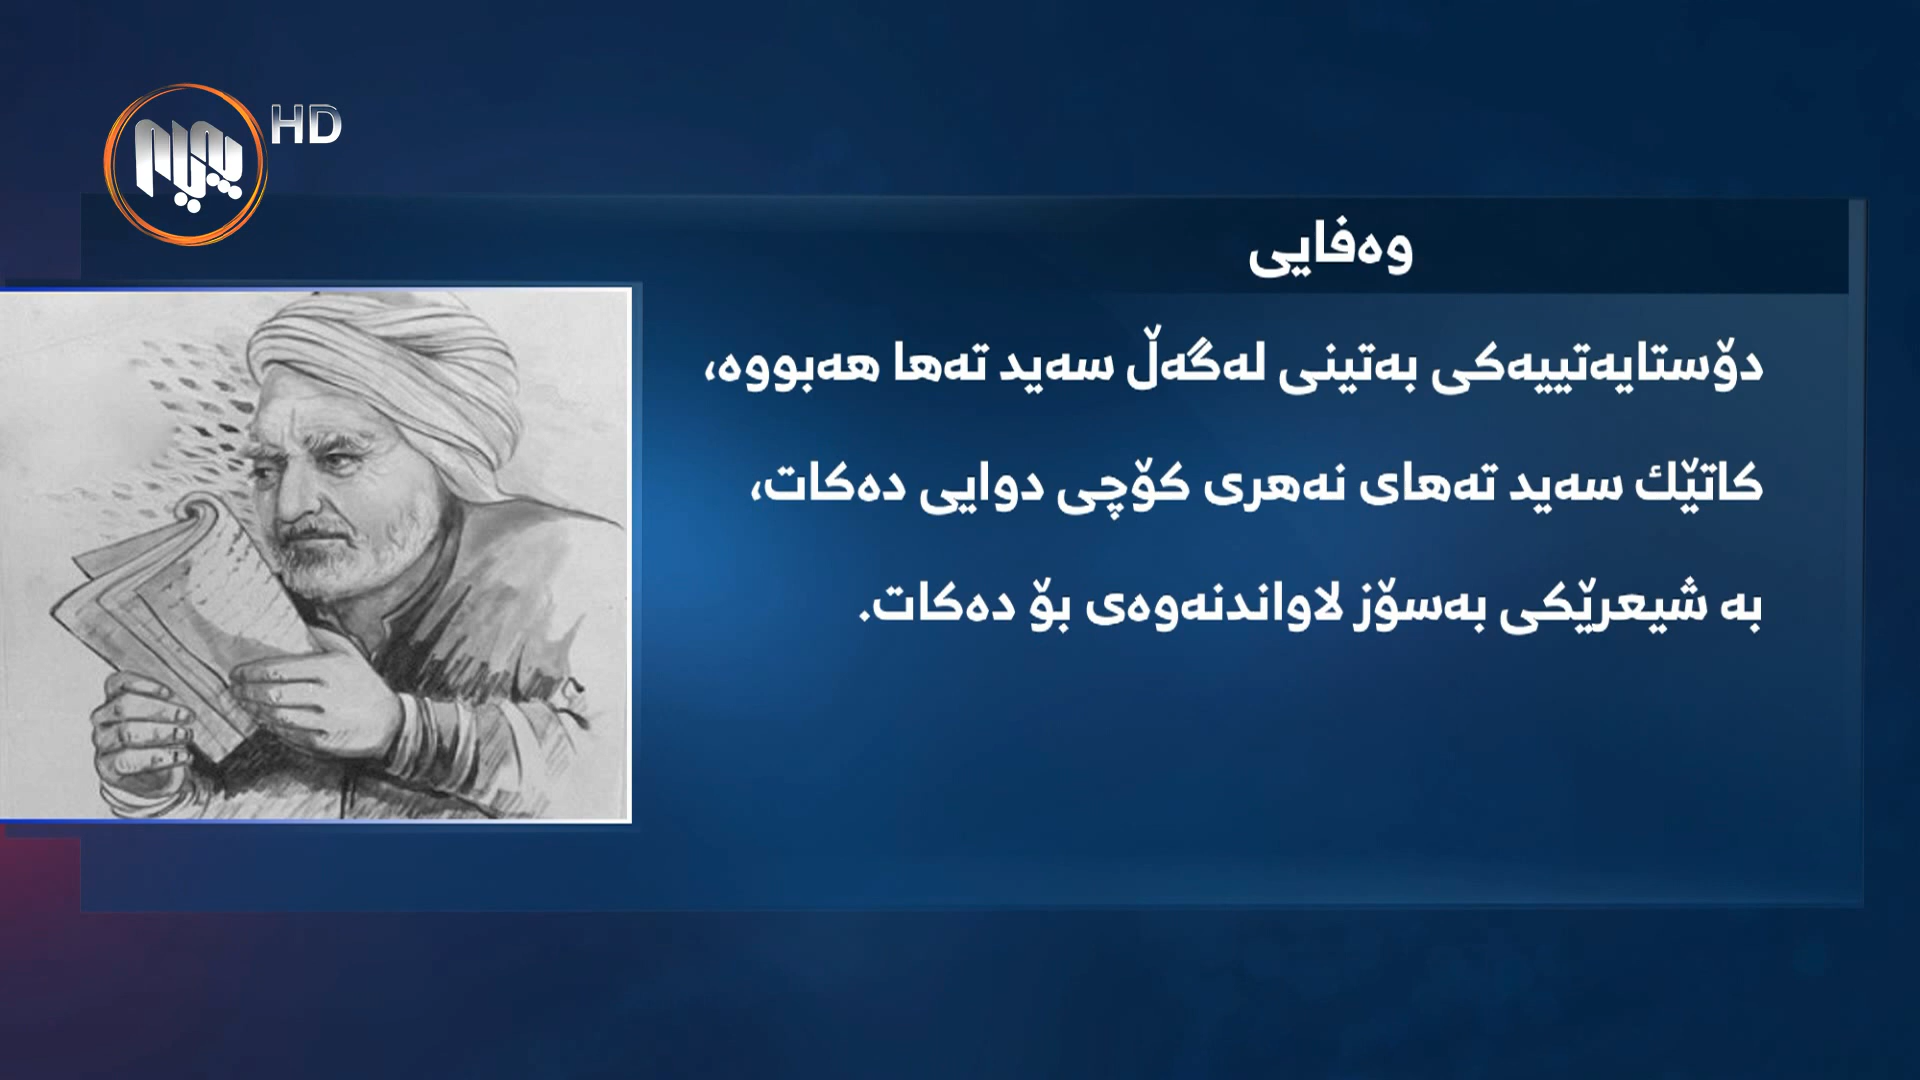 HD
وەفایی
دۆستایەتییەکی بەتینی لەگەڵ سەید تەها هەبووە،
کاتێك سەید تەهای نەهری کۆچی دوایی دەکات،
بە شیعرێکی بەسۆز لاواندنەوەی بۆ دەکات.